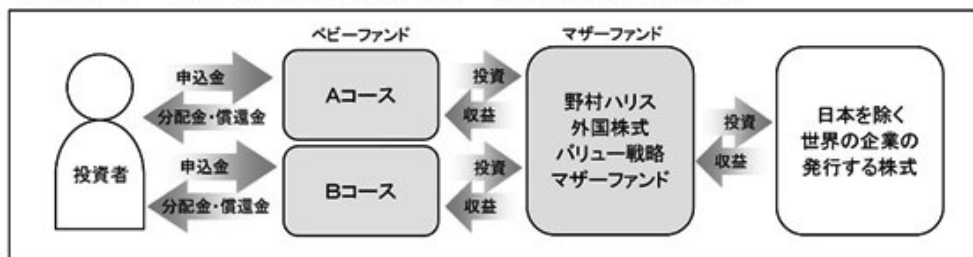 ベビーファンド
マザーファンド
申込金
分配金・償還金
投資者
申込金
分配金・償還金
Aコース
Bコース
投資
収益
投資
収益
野村ハリス
外国株式
バリュー戦略
マザーファンド
投資
収益
日本を除く
世界の企業の
発行する株式